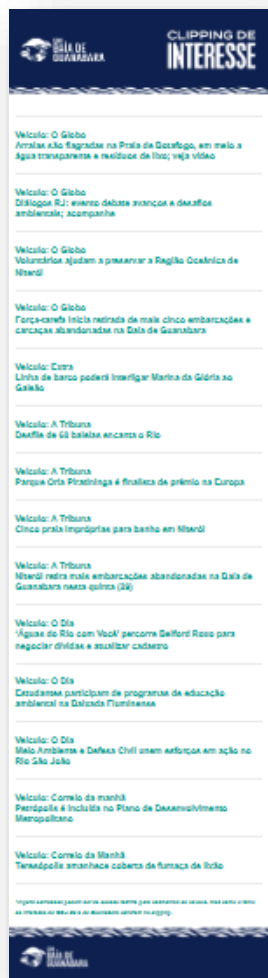 BAÍA DE
GUANABARA
CLIPPING DE
INTERESSE
Veículo: O Globo
Arraias são flagradas na Praia de Botafogo, em meio a
água transparente e resíduos de lixo; veja vídeo
Veículo: O Globo
Diálogos RJ: evento debate avanços e desafios
ambientais; acompanhe
Veículo: O Globo
Voluntários ajudam a preservar a Região Oceânica de
Niterói
Veículo: O Globo
Força-tarefa inicia retirada de mais cinco embarcações e
carcaças abandonadas na Baía de Guanabara
Veículo: Extra
Linha de barco poderá interligar Marina da Glória ao
Galeão
Veículo: A Tribuna
Desfile de 60 baleias encanta o Rio
Veículo: A Tribuna
Parque Orla Piratininga é finalista de prêmio na Europa
Veículo: A Tribuna
Cinco praia impróprias para banho em Niterói
Veículo: A Tribuna
Niterói retira mais embarcações abandonadas na Baía de
Guanabara nesta quinta (29)
Veículo: O Dia
'Águas do Rio com Você' percorre Belford Roxo para
negociar dívidas e atualizar cadastro
Veículo: O Dia
Estudantes participam de programas de educação
ambiental na Baixada Fluminense
Veículo: O Dia
Meio Ambiente e Defesa Civil unem esforços em ação no
Rio São João
Veículo: Correio da manhã
Petrópolis é incluída no Plano de Desenvolvimento
Metropolitano
Veículo: Correio da Manhã
Teresópolis amanhece coberta de fumaça de lixão
BAÍA DE
GUANABARA